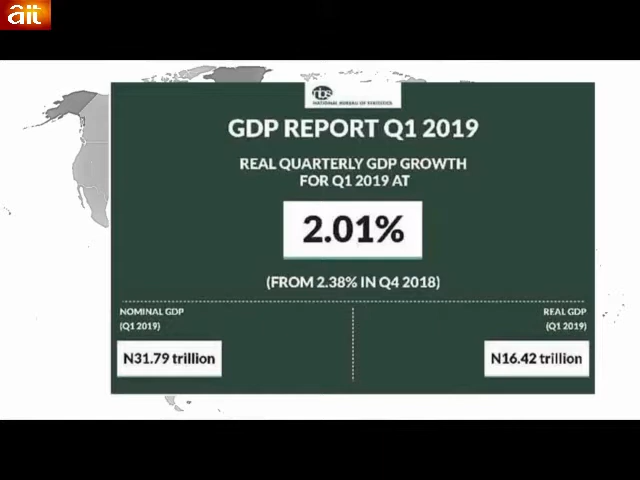 ait
nbs
NATIONAL BUREAU OF STATISTICS
GDP REPORT Q1 2019
REAL QUARTERLY GDP GROWTH
FOR Q1 2019 AT
2.01%
(FROM 2.38% IN Q4 2018)
NOMINAL GDP
(Q1 2019)
N31.79 trillion
REAL GDP
(Q1 2019)
N16.42 trillion